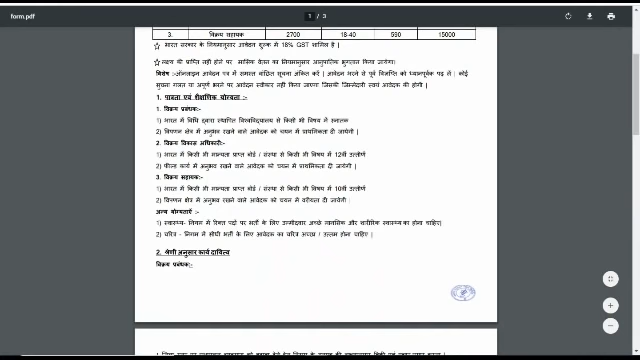 form.pdf
1 / 3
3. विक्रय सहायक 2700 18-40 590 15000
☆ भारत सरकार के नियमानुसार आवेदन शुल्क में 18% GST शामिल है |
☆ लक्ष्य की प्राप्ति नहीं होने पर मासिक वेतन का नियमानुसार आनुपातिक भुगतान किया जायेगा|
विशेष :-ऑनलाइन आवेदन पत्र में समस्त वांछित सूचना अंकित करें | आवेदन भरने से पूर्व विज्ञप्ति को ध्यानपूर्वक पढ़ ले | कोई
सूचना गलत या अपूर्ण भरने पर आवेदन स्वीकार नहीं किया जाएगा जिसकी जिम्मेदारी स्वयं आवेदक की होगी |
1. पात्रता एवं शैक्षणिक योग्यता:-
1. विक्रय प्रबंधक:
1) भारत में विधि द्वारा स्थापित विश्वविद्यालय से किसी भी विषय में स्नातक
2) विपणन क्षेत्र में अनुभव रखने वाले आवेदक को चयन में प्राथमिकता दी जायेगी |
2. विक्रय विकास अधिकारी:
1) भारत में किसी भी मान्यता प्राप्त बोर्ड / संस्था से किसी भी विषय में 12वीं उत्तीर्ण
2) फील्ड कार्य में अनुभव रखने वाले आवेदक को चयन में प्राथमिकता दी जायेगी |
3. विक्रय सहायक:
1) भारत में किसी भी मान्यता प्राप्त बोर्ड / संस्था से किसी भी विषय में 10वीं उत्तीर्ण
2) विपणन क्षेत्र में अनुभव रखने वाले आवेदक को चयन में वरीयता दी जावेगी |
अन्य योग्यताएँ:-
1) स्वास्थ्य- निगम में रिक्त पदों पर भर्ती के लिए उम्मीदवार अच्छे मानसिक और शारीरिक स्वास्थ्य का होना चाहिए|
2) चरित्र - निगम में सीधी भर्ती के लिए आवेदक का चरित्र अच्छा / उत्तम होना चाहिए |
2. श्रेणी अनुसार कार्य दायित्व
विक्रय प्रबंधक: